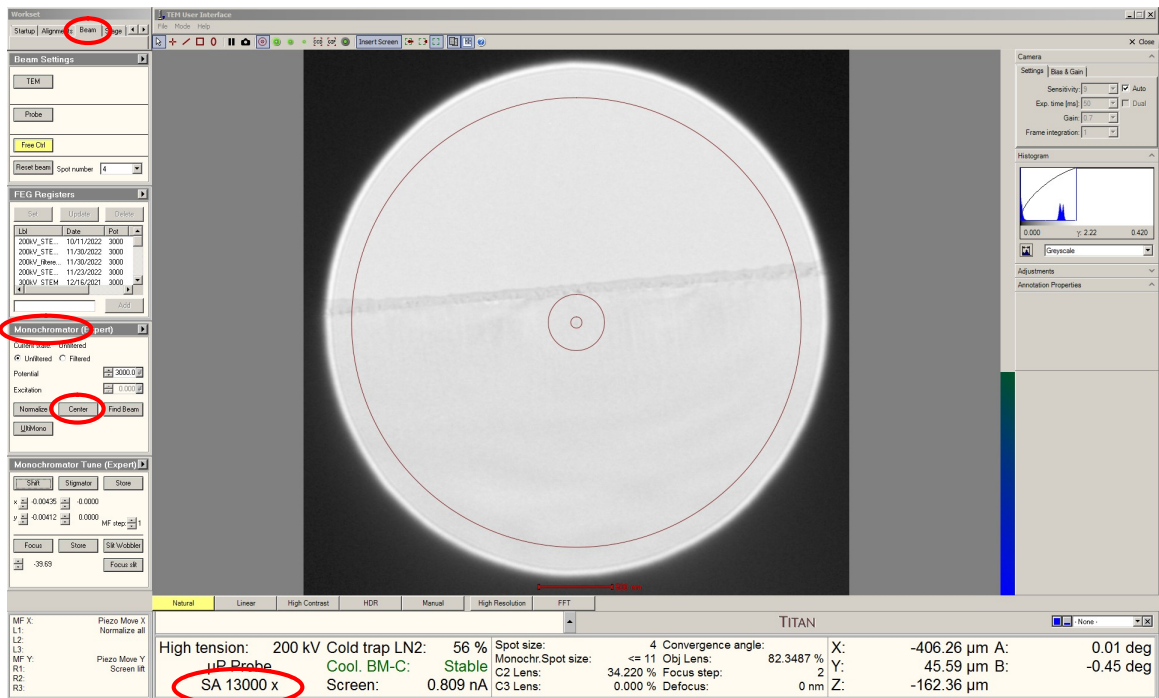 Workset
TEM User Interface
Startup Alignments Beam Stage
File Mode Help
Insert Screen
Close
Beam Settings
TEM
Probe
Free Ctrl
Reset beam Spot number 4
FEG Registers
Set Update Delete
Lbl Date Pot
200kV_STE... 10/11/2022 3000
200kV_STE... 11/30/2022 3000
200kV_filtere... 11/30/2022 3000
200kV_STE... 11/23/2022 3000
300kV STEM 12/16/2021 3000
Add
Monochromator (Expert)
Current state: Unfiltered
Unfiltered Filtered
Potential 3000.0
Excitation 0.000
Normalize Center Find Beam
UltiMono
Monochromator Tune (Expert)
Shift Stigmator Store
x -0.00435 -0.0000
y -0.00412 0.0000 MF step: 1
Focus Store Slit Wobbler
-39.69 Focus slit
Camera
Settings Bias & Gain
Sensitivity: 9 Auto
Exp. time [ms]: 50 Dual
Gain: 0.7
Frame integration: 1
Histogram
0.000 γ: 2.22 0.420
Greyscale
Adjustments
Annotation Properties
Natural Linear High Contrast HDR Manual High Resolution FFT
MF X: Piezo Move X
L1: Normalize all
L2:
L3:
MF Y: Piezo Move Y
R1: Screen lift
R2:
R3:
TITAN
- None -
High tension: 200 kV Cold trap LN2: 56 %
µP Probe Cool. BM-C: Stable
SA 13000 x Screen: 0.809 nA
Spot size: 4 Convergence angle:
Monochr.Spot size: <= 11 Obj Lens: 82.3487 %
C2 Lens: 34.220 % Focus step: 2
C3 Lens: 0.000 % Defocus: 0 nm
X: -406.26 µm A: 0.01 deg
Y: 45.59 µm B: -0.45 deg
Z: -162.36 µm